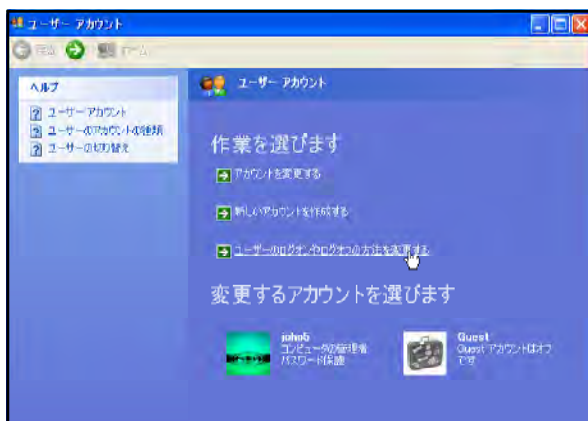 ユーザー アカウント
戻る
ホーム
ヘルプ
ユーザー アカウント
ユーザーのアカウントの種類
ユーザーの切り替え
ユーザー アカウント
作業を選びます
アカウントを変更する
新しいアカウントを作成する
ユーザーのログオンやログオフの方法を変更する
変更するアカウントを選びます
joho5
コンピュータの管理者
パスワード保護
Guest
Guest アカウントはオフ
です